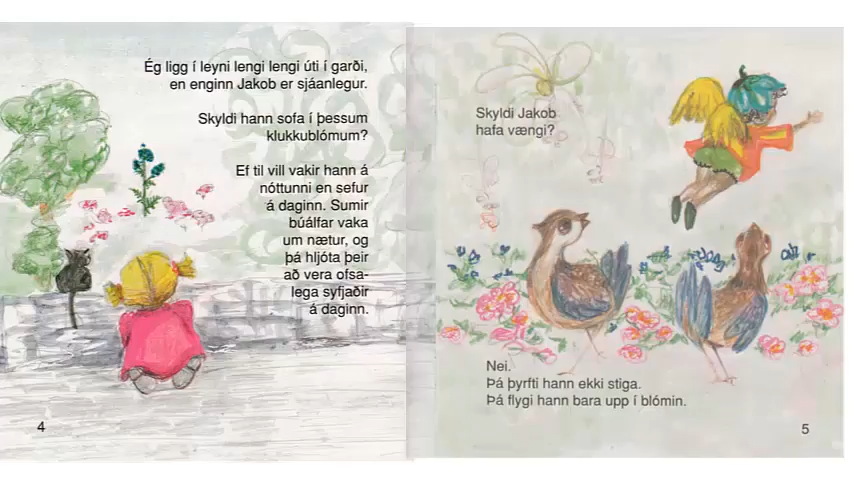 Ég ligg í leyni lengi lengi úti í garði,
en enginn Jakob er sjáanlegur.
Skyldi hann sofa í þessum
klukkublómum?
Ef til vill vakir hann á
nóttunni en sefur
á daginn. Sumir
búálfar vaka
um nætur, og
þá hljóta þeir
að vera ofsa-
lega syfjaðir
á daginn.
4
Skyldi Jakob
hafa vængi?
Nei.
Þá þyrfti hann ekki stiga.
Þá flygi hann bara upp í blómin.
5